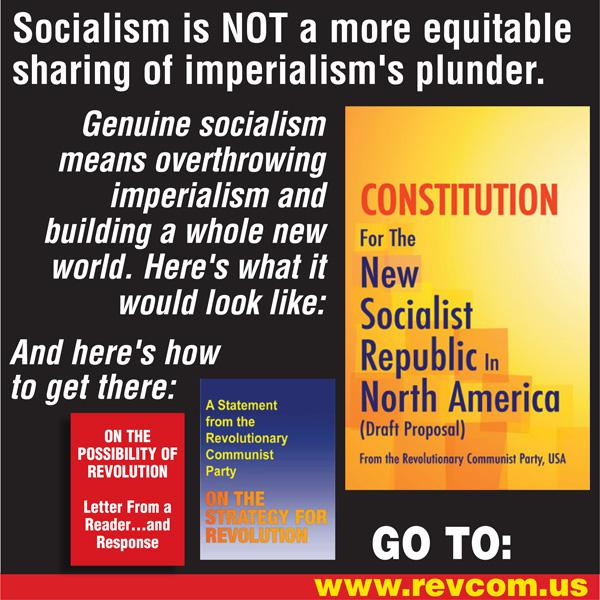 Socialism is NOT a more equitable
sharing of imperialism's plunder.
Genuine socialism
means overthrowing
imperialism and
building a whole new
world. Here's what it
would look like:
And here's how
to get there:
CONSTITUTION
For The
New
Socialist
Republic In
North America
(Draft Proposal)
From the Revolutionary Communist Party, USA
ON THE
POSSIBILITY OF
REVOLUTION
Letter From a
Reader...and
Response
A Statement
from the
Revolutionary
Communist
Party
ON THE
STRATEGY FOR
REVOLUTION
GO TO:
www.revcom.us